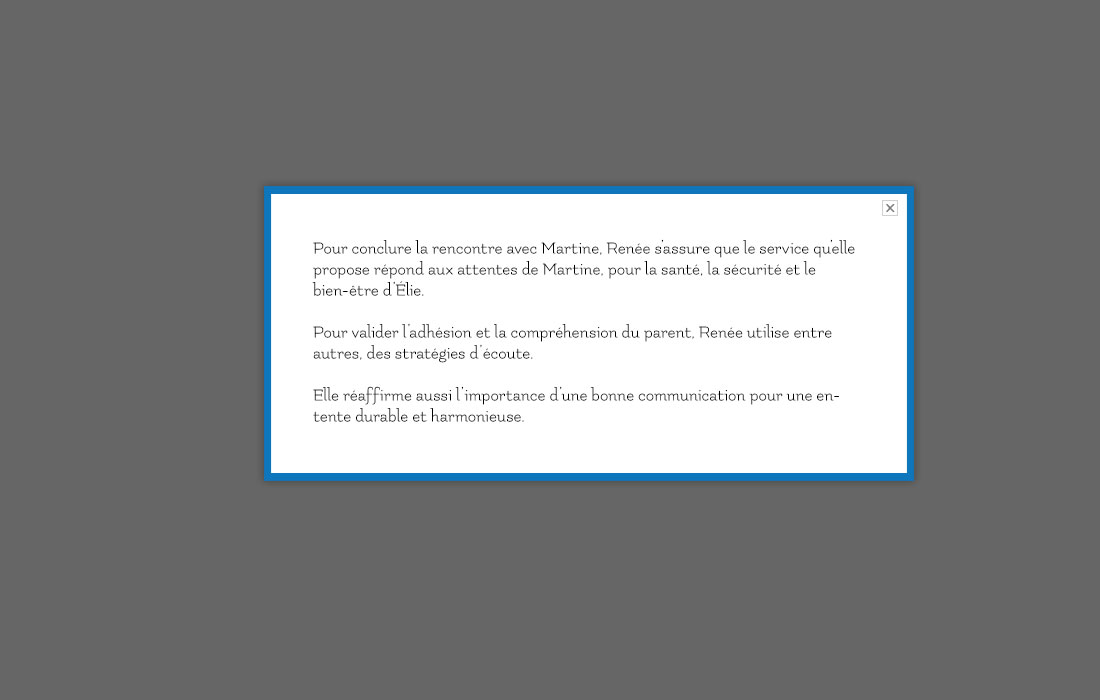 Pour conclure la rencontre avec Martine, Renée s'assure que le service qu'elle
propose répond aux attentes de Martine, pour la santé, la sécurité et le
bien-être d'Élie.
Pour valider l'adhésion et la compréhension du parent, Renée utilise entre
autres, des stratégies d'écoute.
Elle réaffirme aussi l'importance d'une bonne communication pour une en-
tente durable et harmonieuse.